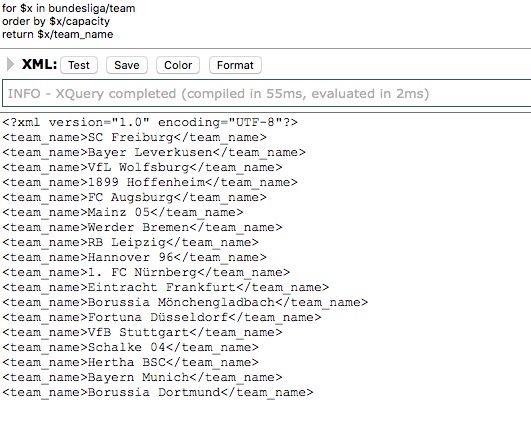 for $x in bundesliga/team
order by $x/capacity
return $x/team_name
XML: Test Save Color Format
INFO - XQuery completed (compiled in 55ms, evaluated in 2ms)
<?xml version="1.0" encoding="UTF-8"?>
<team_name>SC Freiburg</team_name>
<team_name>Bayer Leverkusen</team_name>
<team_name>VfL Wolfsburg</team_name>
<team_name>1899 Hoffenheim</team_name>
<team_name>FC Augsburg</team_name>
<team_name>Mainz 05</team_name>
<team_name>Werder Bremen</team_name>
<team_name>RB Leipzig</team_name>
<team_name>Hannover 96</team_name>
<team_name>1. FC Nürnberg</team_name>
<team_name>Eintracht Frankfurt</team_name>
<team_name>Borussia Mönchengladbach</team_name>
<team_name>Fortuna Düsseldorf</team_name>
<team_name>VfB Stuttgart</team_name>
<team_name>Schalke 04</team_name>
<team_name>Hertha BSC</team_name>
<team_name>Bayern Munich</team_name>
<team_name>Borussia Dortmund</team_name>